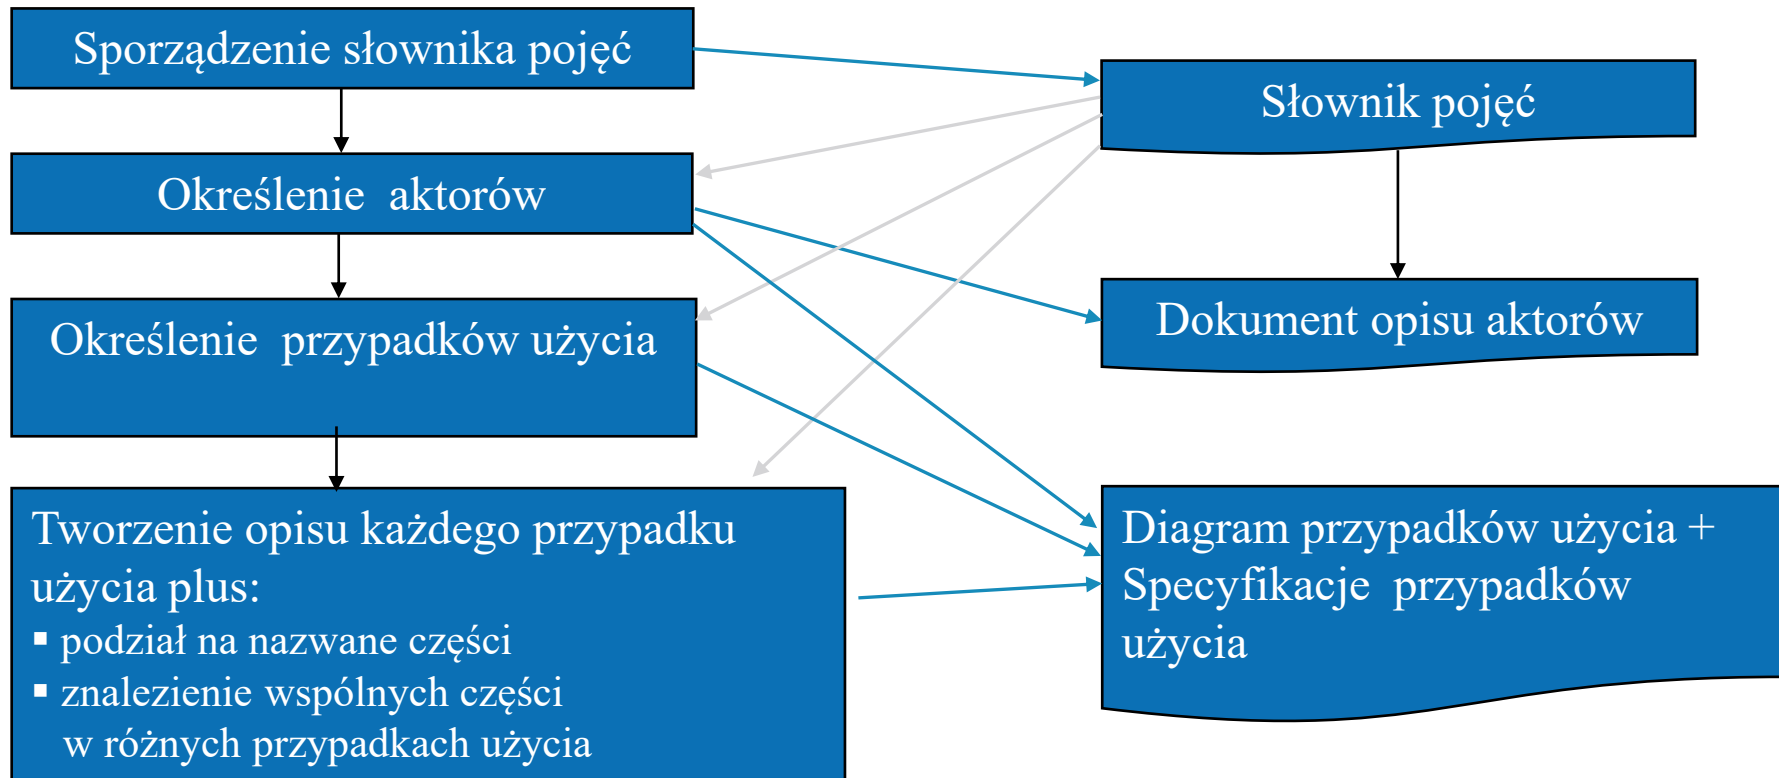 Sporządzenie słownika pojęć
Słownik pojęć
Określenie  aktorów
Dokument opisu aktorów
Określenie  przypadków użycia
Tworzenie opisu każdego przypadku
użycia plus:
▪ podział na nazwane części
▪ znalezienie wspólnych części
w różnych przypadkach użycia
Diagram przypadków użycia +
Specyfikacje  przypadków
użycia